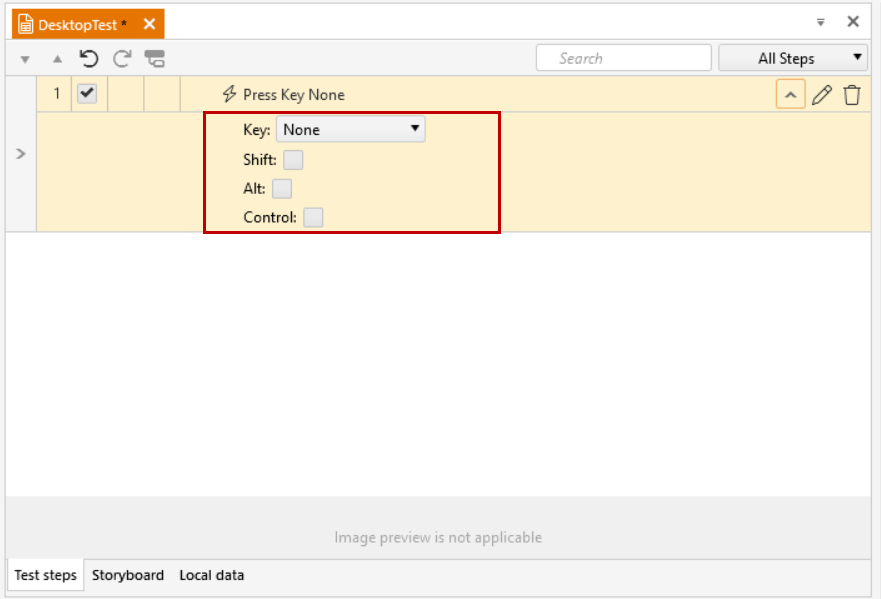 DesktopTest *
Search
All Steps
1
Press Key None
Key: None
Shift:
Alt:
Control:
Image preview is not applicable
Test steps Storyboard Local data